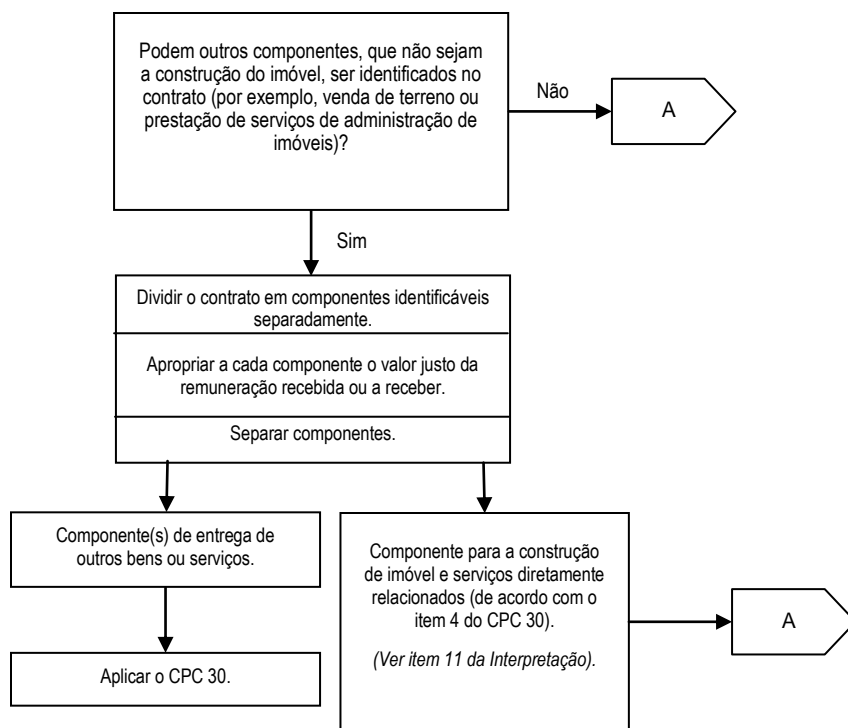 Podem outros componentes, que não sejam
a construção do imóvel, ser identificados no
contrato (por exemplo, venda de terreno ou
prestação de serviços de administração de
imóveis)?
Não
A
Sim
Dividir o contrato em componentes identificáveis
separadamente.
Apropriar a cada componente o valor justo da
remuneração recebida ou a receber.
Separar componentes.
Componente(s) de entrega de
outros bens ou serviços.
Aplicar o CPC 30.
Componente para a construção
de imóvel e serviços diretamente
relacionados (de acordo com o
item 4 do CPC 30).
(Ver item 11 da Interpretação).
A